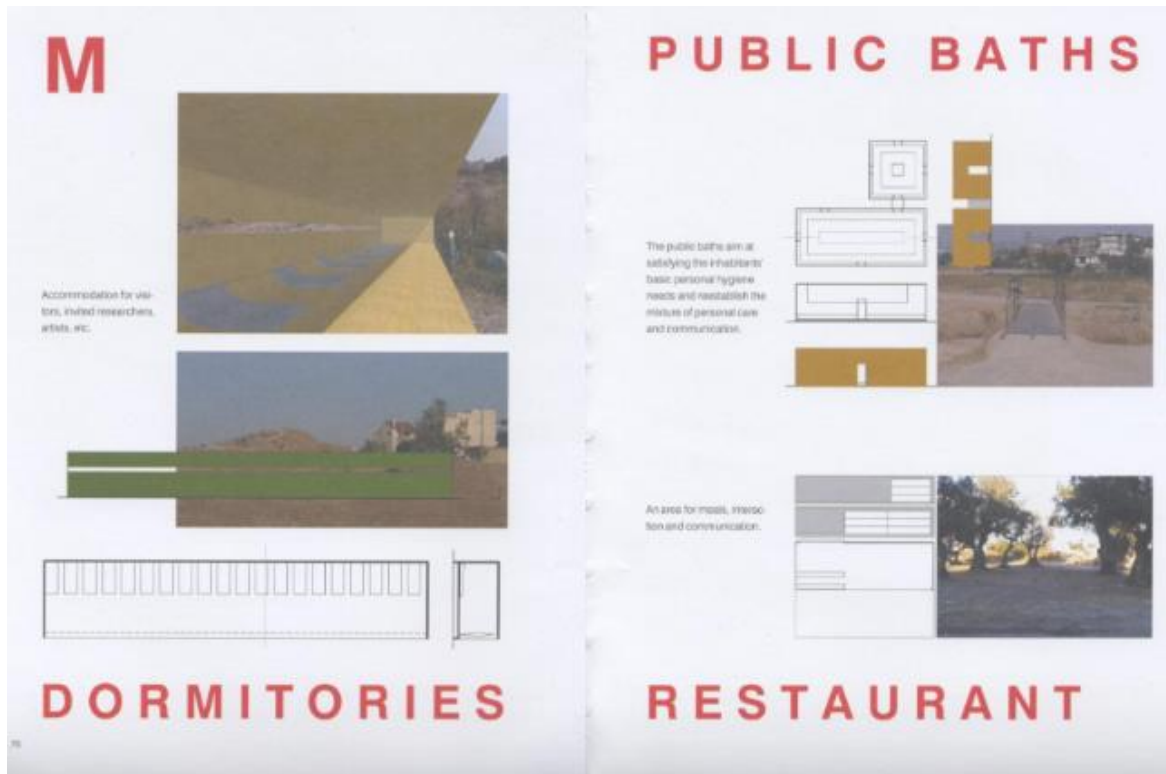 M
Accommodation for visi-
tors, invited researchers,
artists, etc.
DORMITORIES
PUBLIC BATHS
The public baths aim at
satisfying the inhabitants'
basic personal hygiene
needs and reestablish the
mixture of personal care
and communication.
An area for meals, interac-
tion and communication.
RESTAURANT